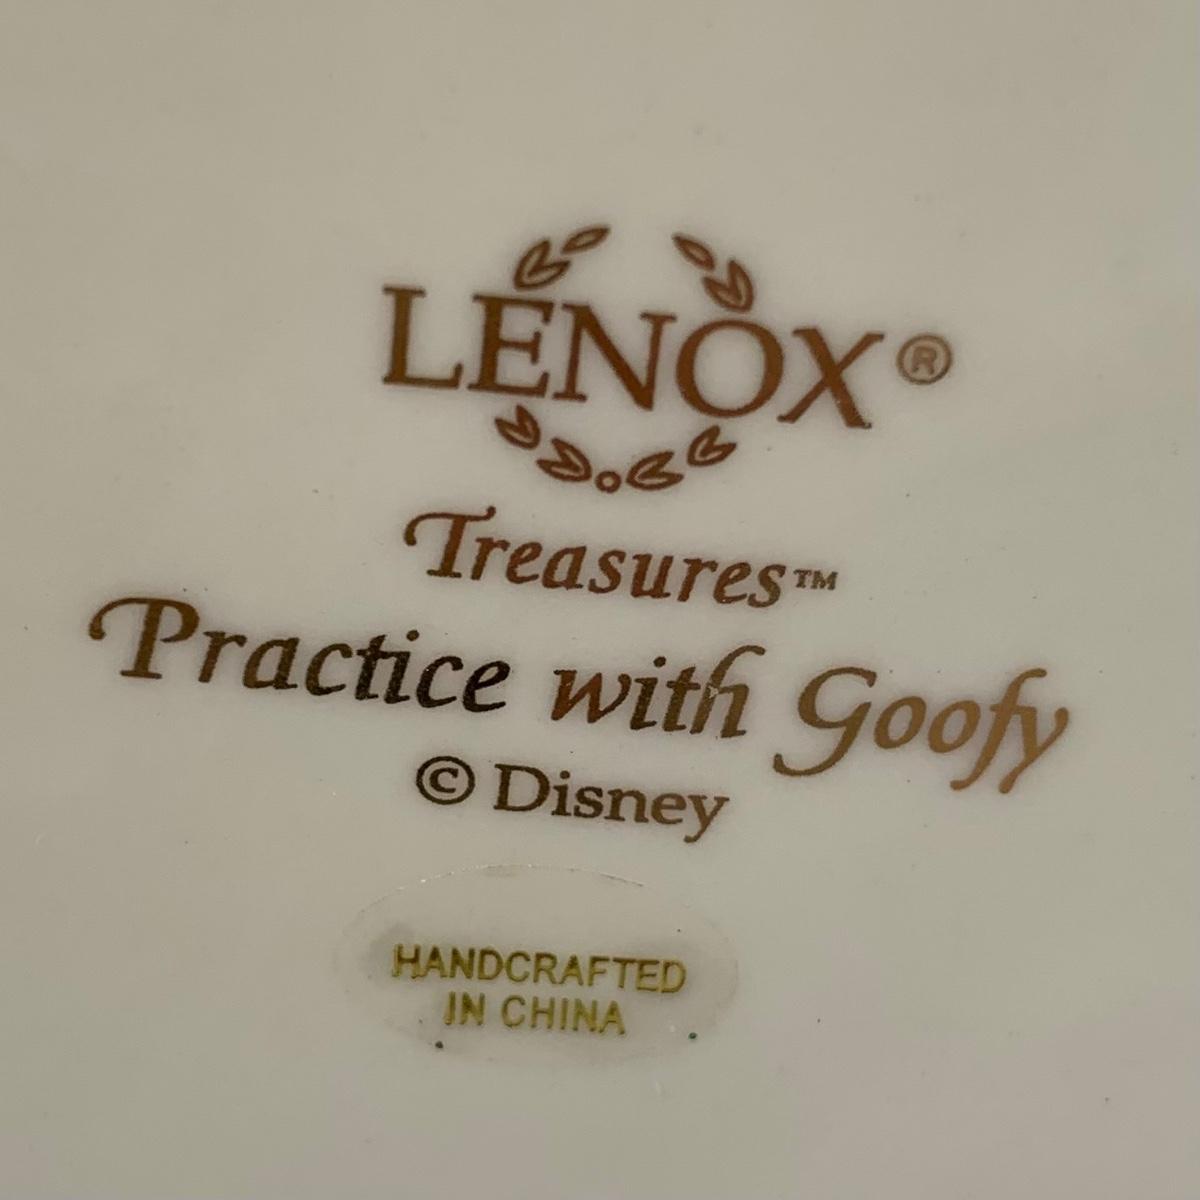 LENOX®
Treasures™
Practice with Goofy
© Disney
HANDCRAFTED
IN CHINA